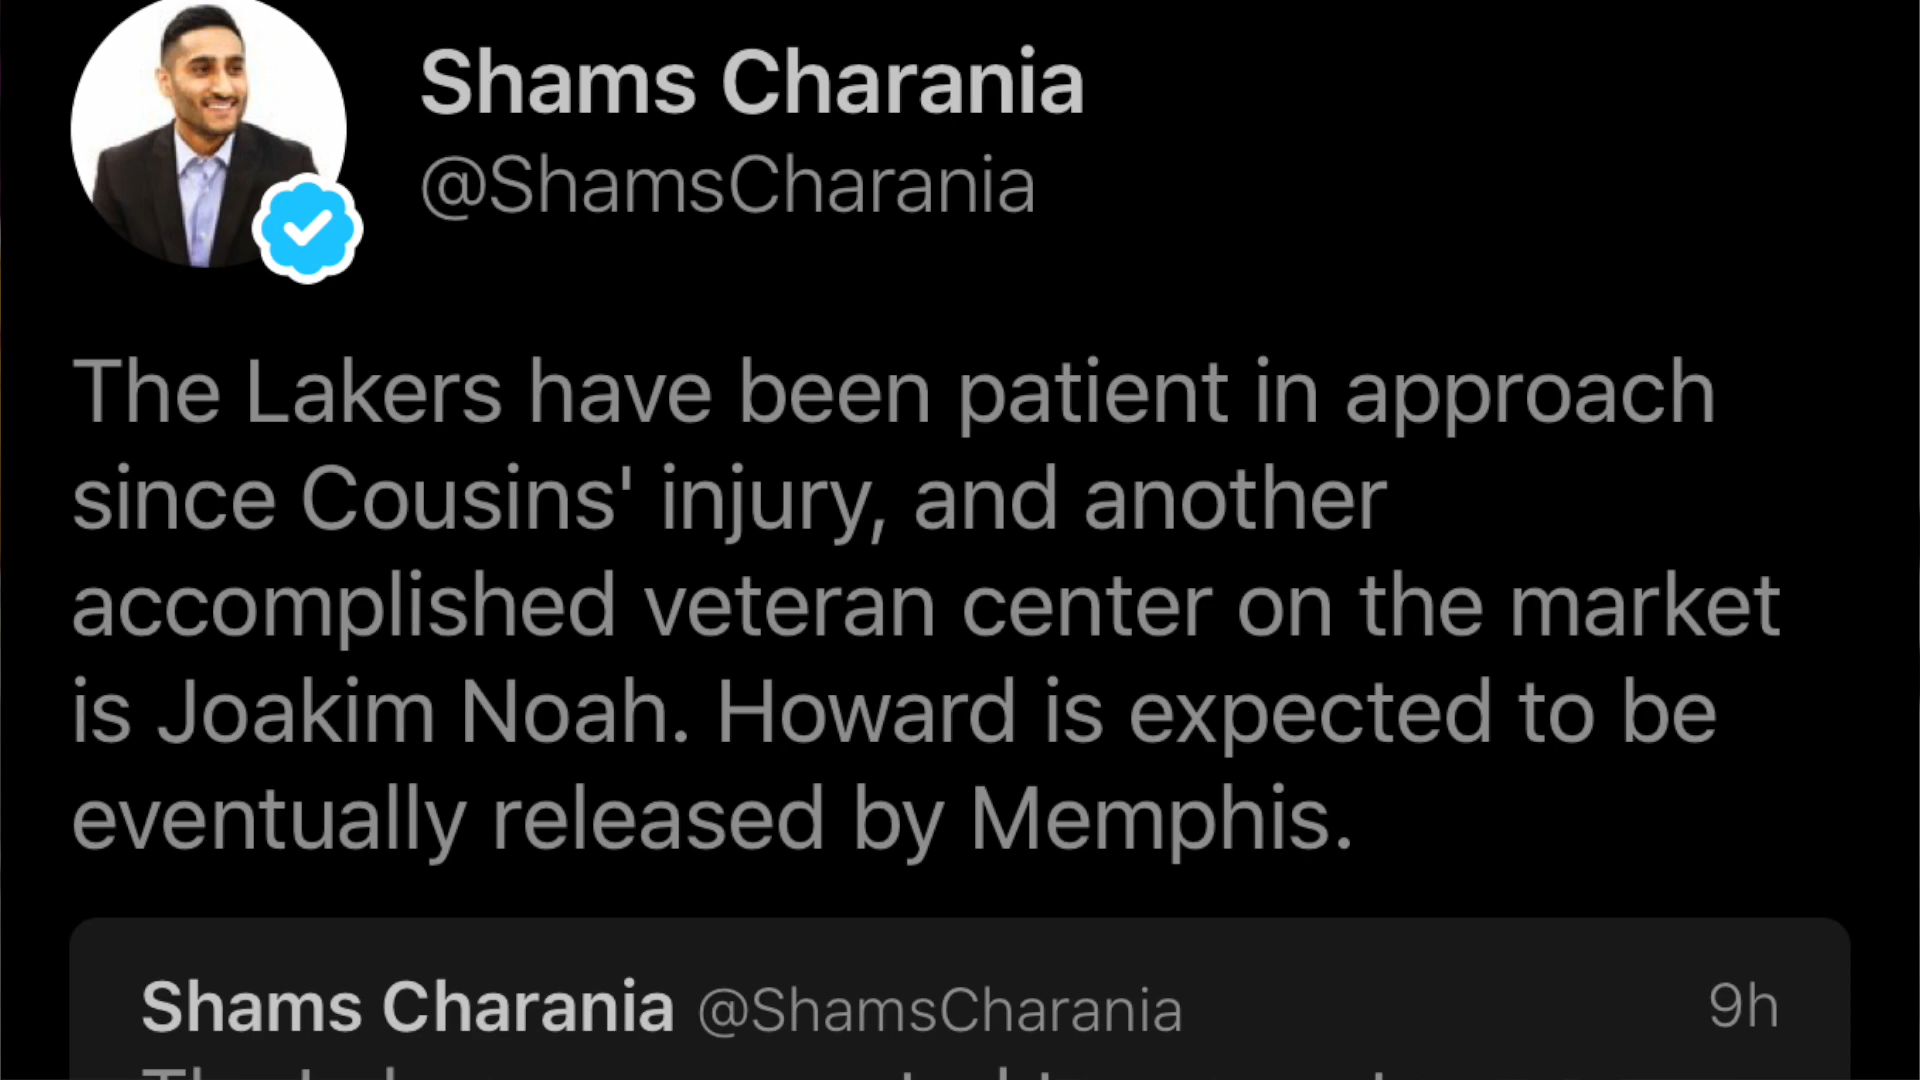 Shams Charania
@ShamsCharania
The Lakers have been patient in approach
since Cousins' injury, and another
accomplished veteran center on the market
is Joakim Noah. Howard is expected to be
eventually released by Memphis.
Shams Charania @ShamsCharania 9h